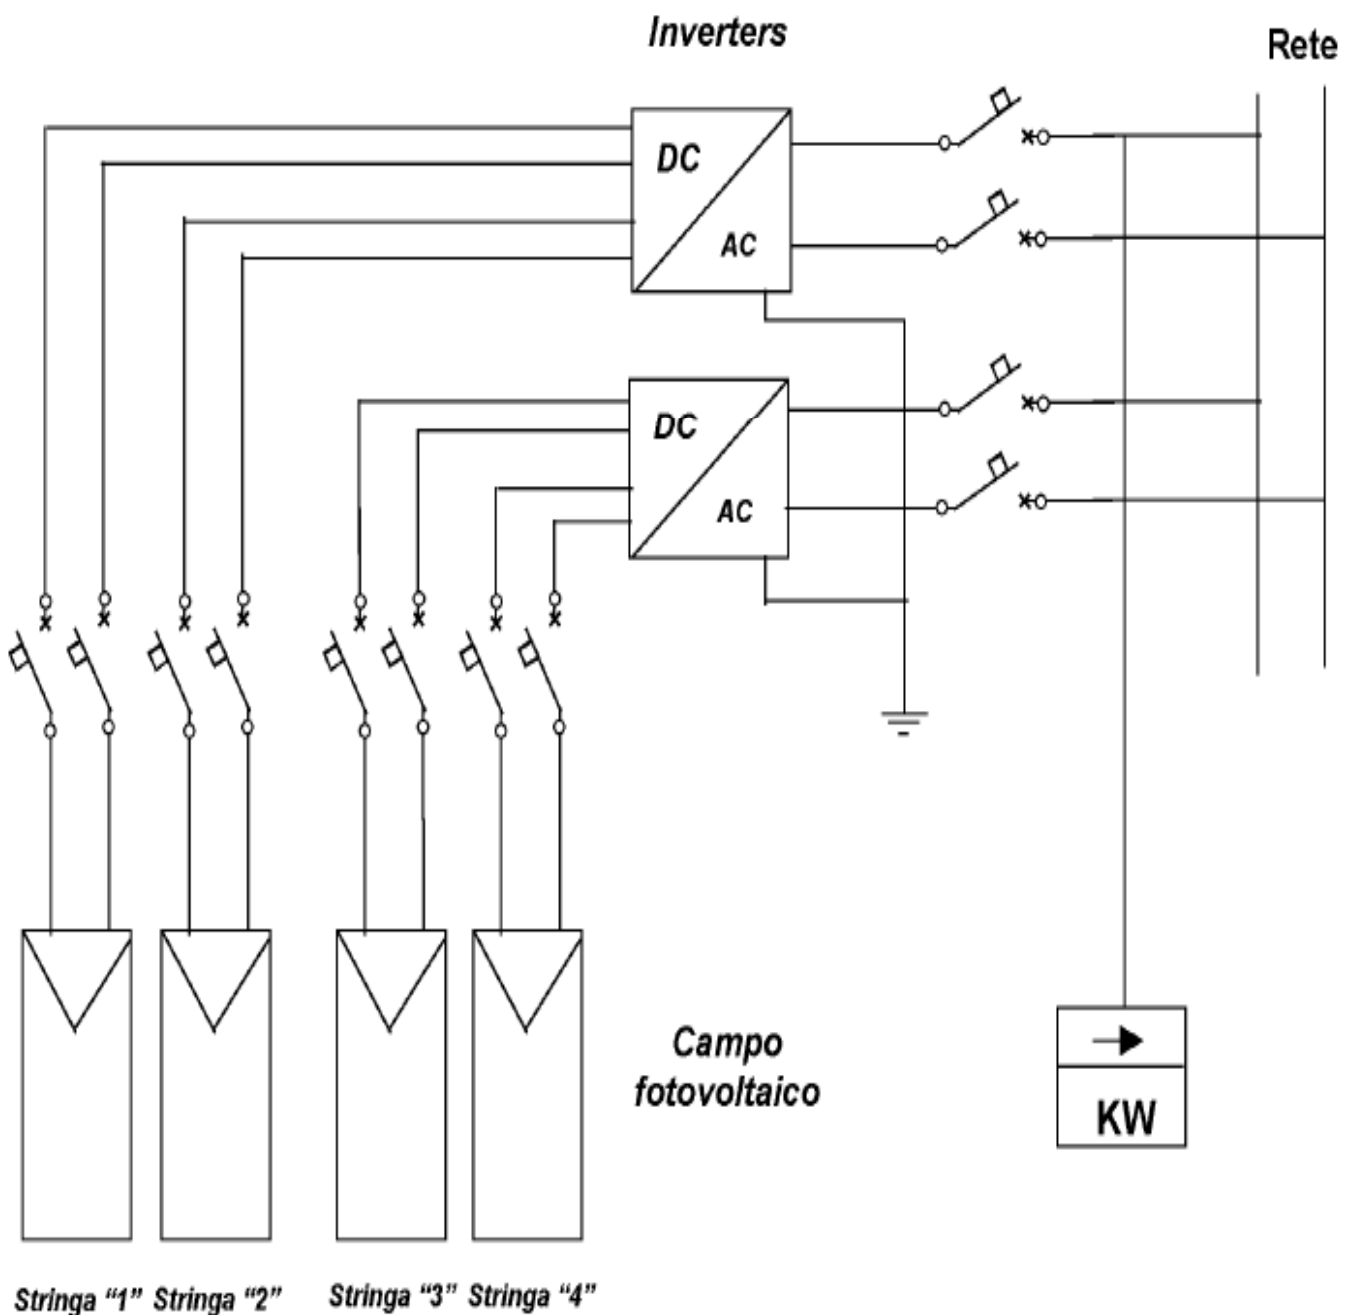 Inverters
Rete
DC
AC
DC
AC
Campo
fotovoltaico
KW
Stringa “1” Stringa “2” Stringa “3” Stringa “4”